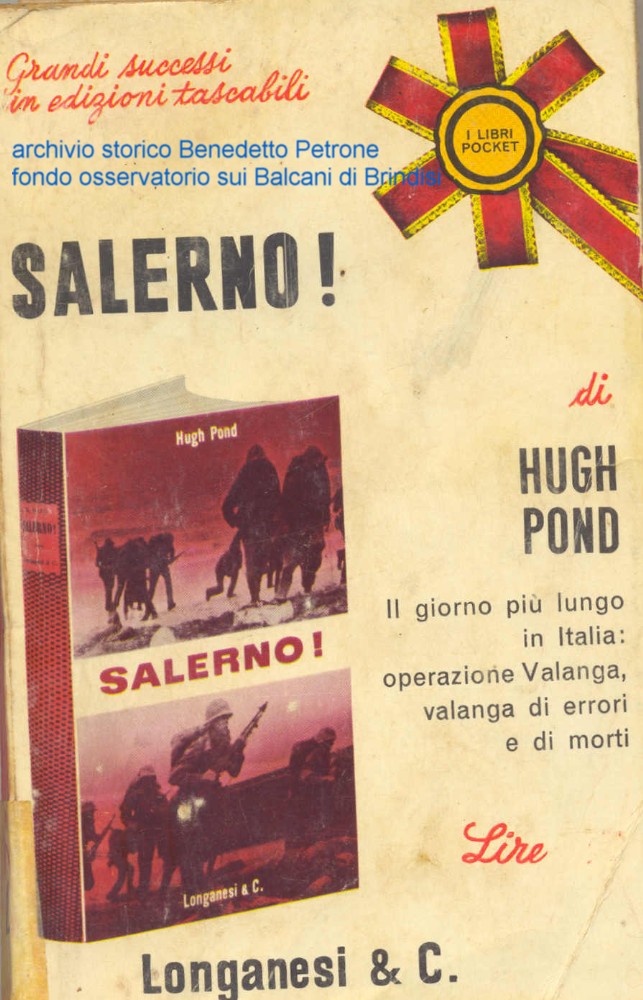 Grandi successi
in edizioni tascabili
I LIBRI
POCKET
archivio storico Benedetto Petrone
fondo osservatorio sui Balcani di Brindisi
SALERNO!
di
HUGH
POND
Il giorno più lungo
in Italia:
operazione Valanga,
valanga di errori
e di morti
Lire
Hugh Pond
SALERNO!
SALERNO!
Longanesi & C.
Longanesi & C.